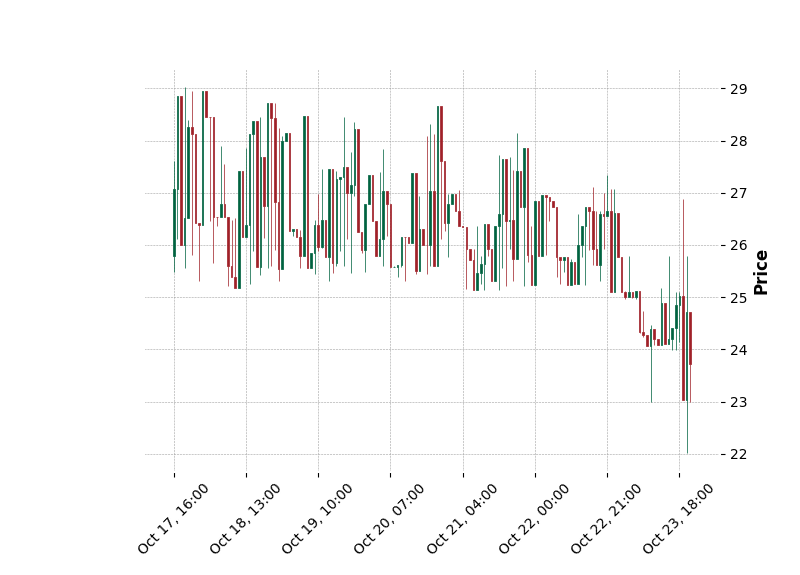 29
28
27
26
25
24
23
22
Price
Oct 17, 16:00
Oct 18, 13:00
Oct 19, 10:00
Oct 20, 07:00
Oct 21, 04:00
Oct 22, 00:00
Oct 22, 21:00
Oct 23, 18:00